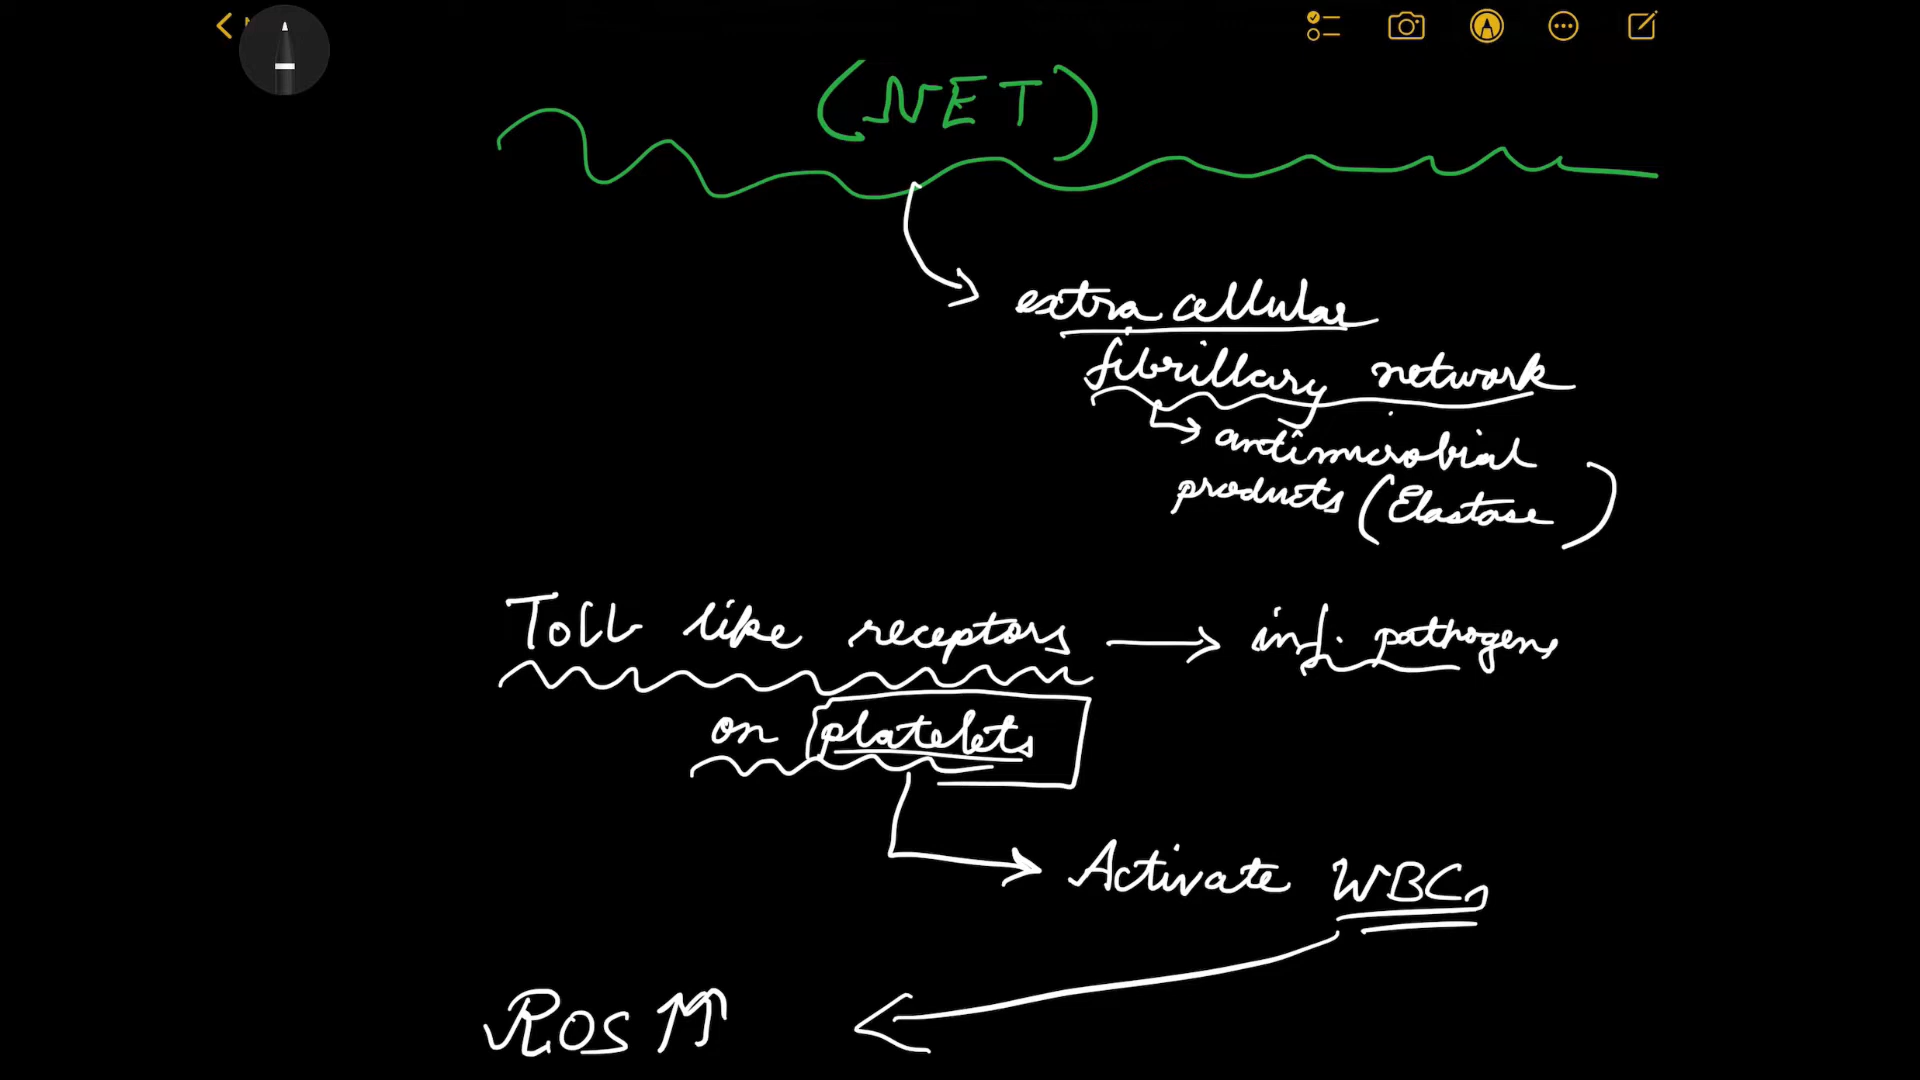 (NET)
extra cellular
fibrillary network
antimicrobial
products (Elastase)
Toll like receptors → inf. pathogens
on platelets
Activate WBCs
ROS ↑↑